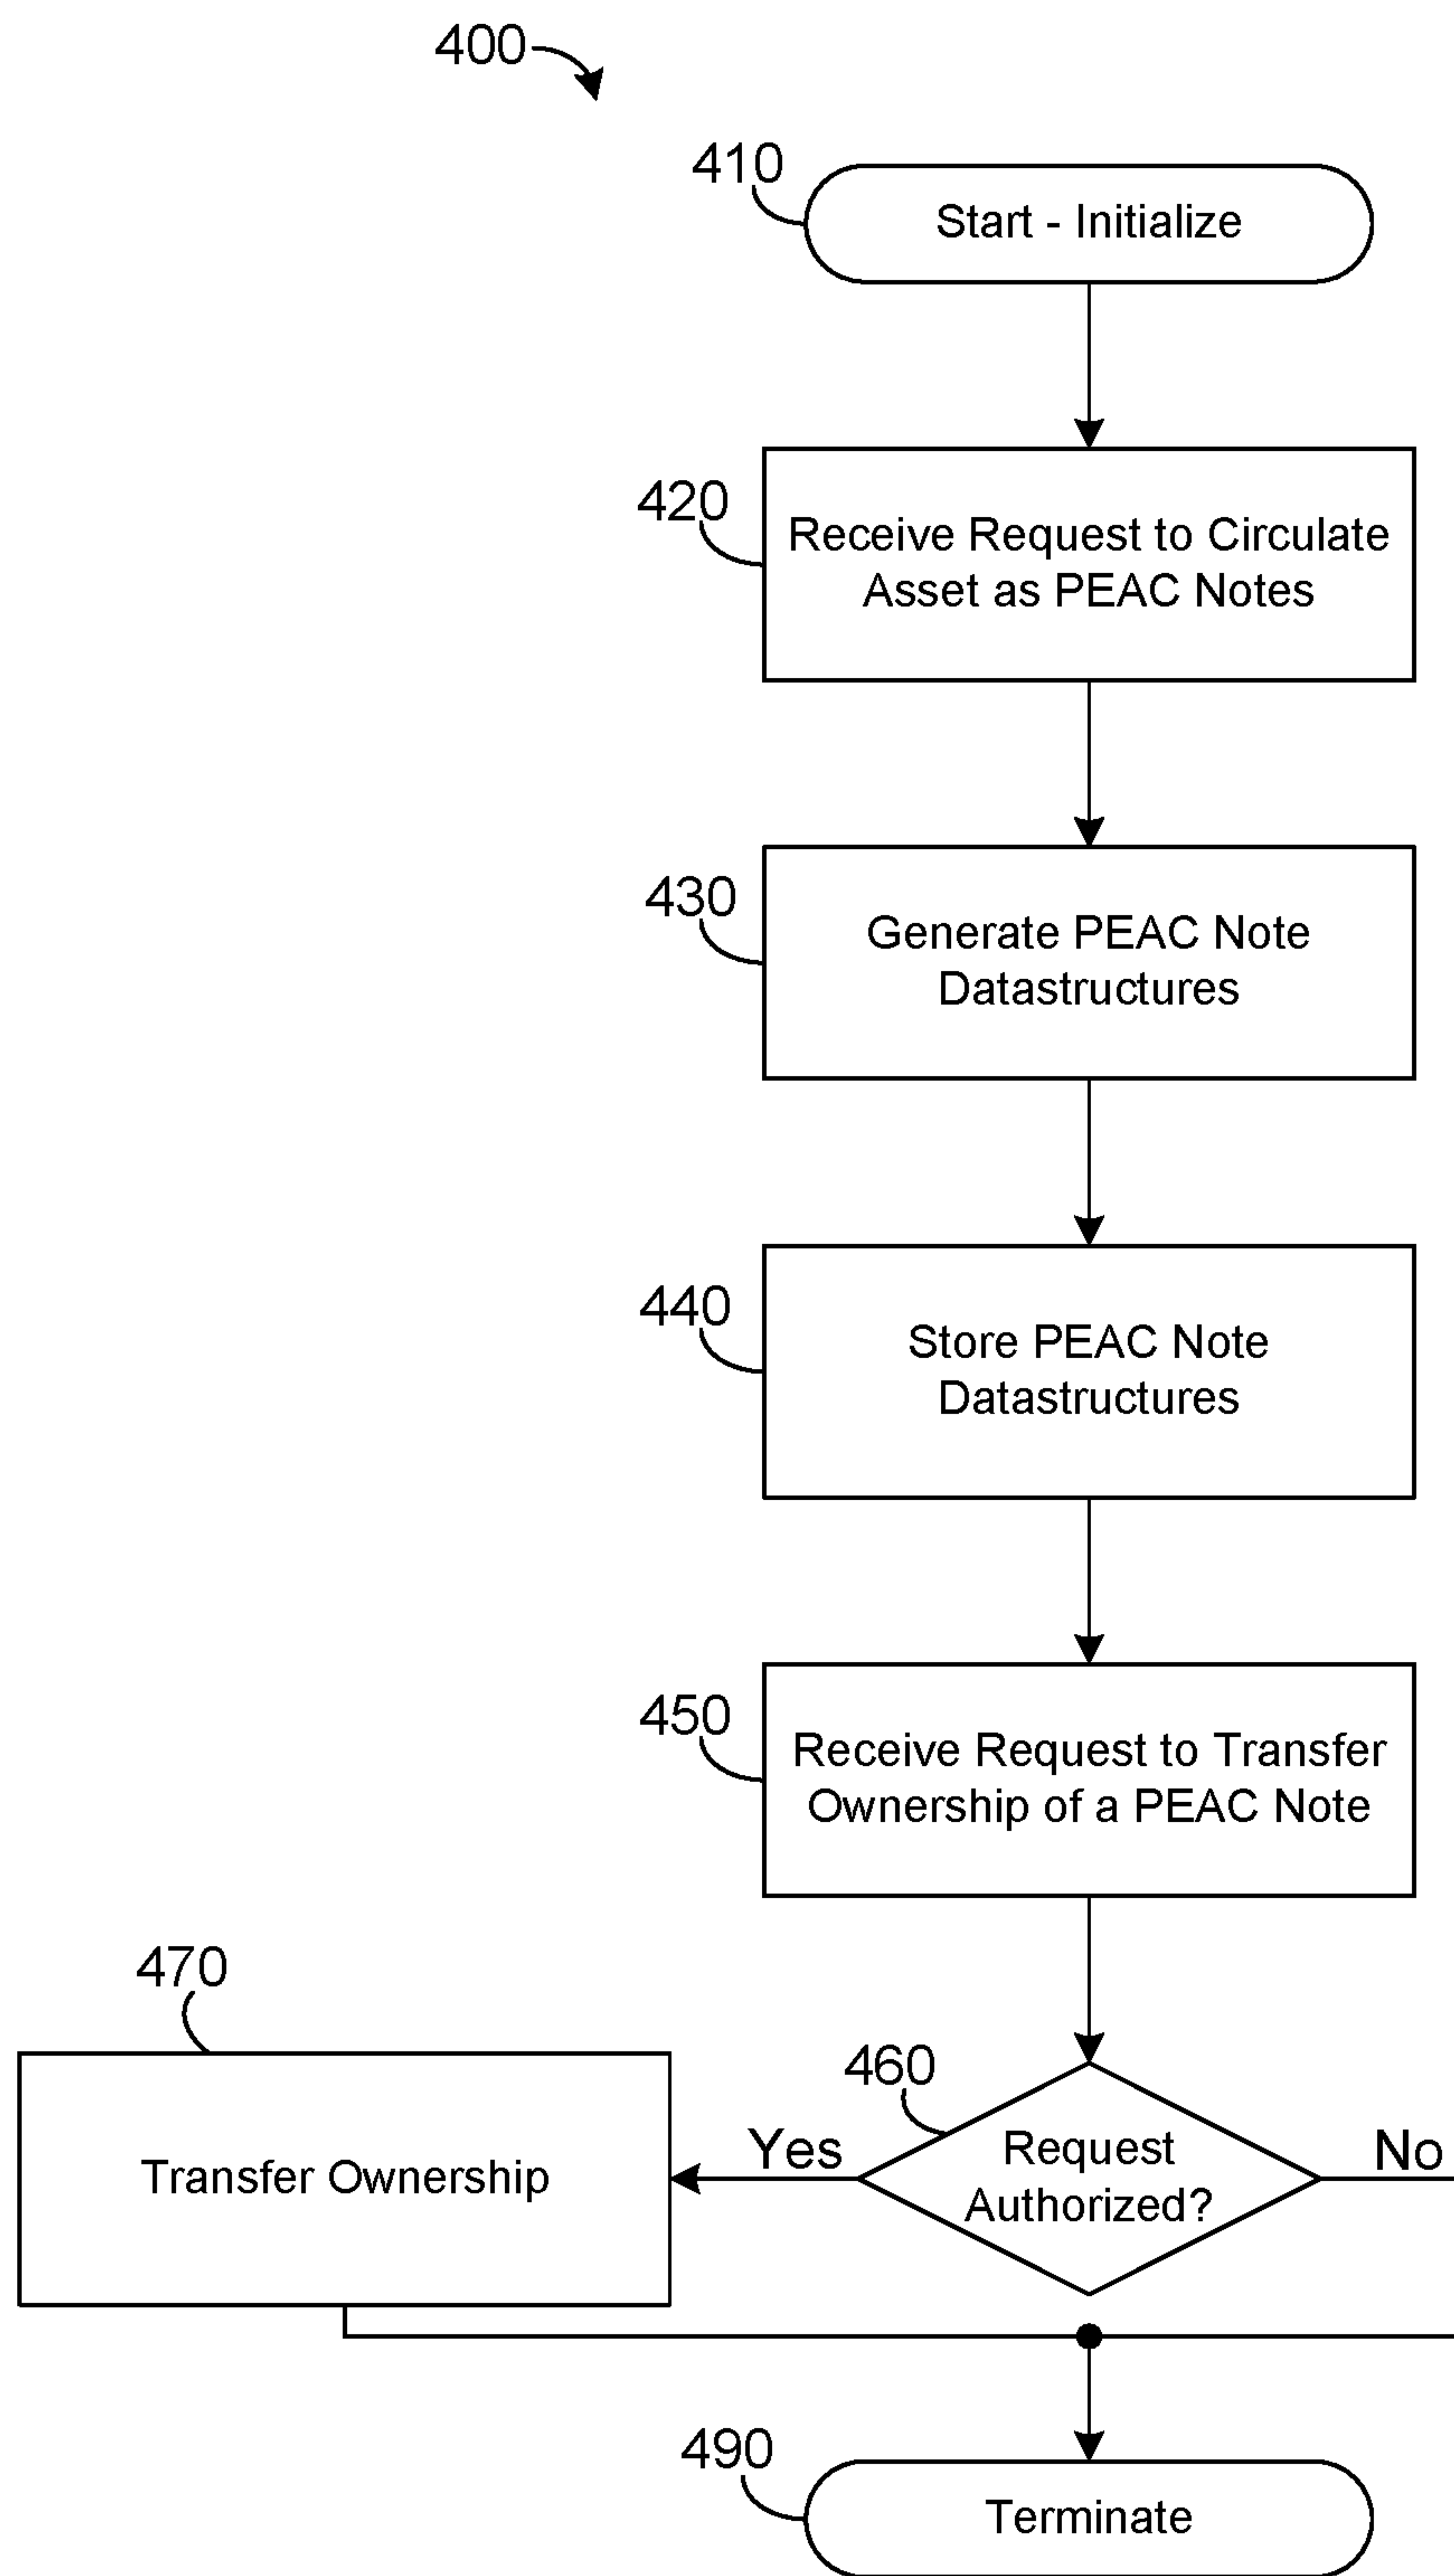 400
410
Start - Initialize
420
Receive Request to Circulate
Asset as PEAC Notes
430
Generate PEAC Note
Datastructures
440
Store PEAC Note
Datastructures
450
Receive Request to Transfer
Ownership of a PEAC Note
470
Transfer Ownership
460
Yes
Request
Authorized?
No
490
Terminate